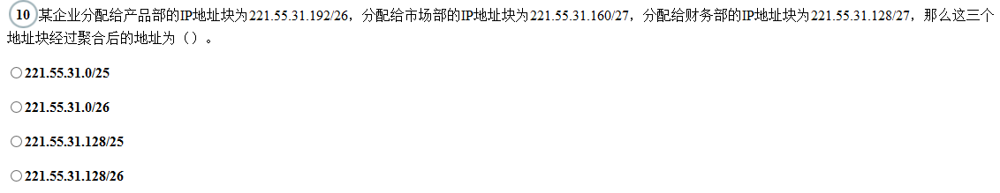 10 某企业分配给产品部的IP地址块为221.55.31.192/26，分配给市场部的IP地址块为221.55.31.160/27，分配给财务部的IP地址块为221.55.31.128/27，那么这三个
地址块经过聚合后的地址为（）。
221.55.31.0/25
221.55.31.0/26
221.55.31.128/25
221.55.31.128/26